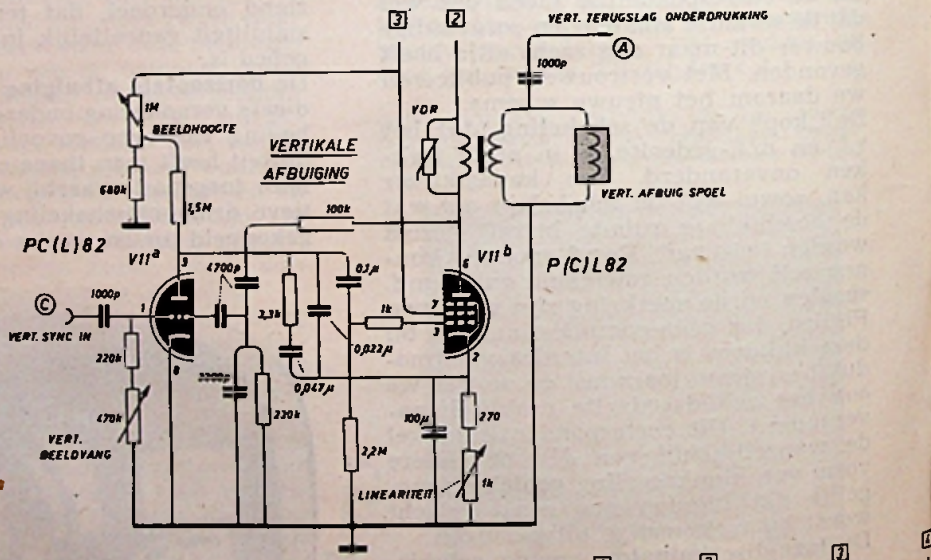 3
2
VERT. TERUGSLAG ONDERDRUKKING
A
1000p
1M
BEELDHOOGTE
VDR
VERTIKALE
AFBUIGING
680k
1,5M
100k
VERT. AFBUIG SPOEL
PC(L)82
V11a
9
4700p
0,1µ
V11b
6
P(C)L82
C
1000p
1
3,3k
1k
7
3
VERT. SYNC IN
8
0,022µ
2
220k
0,047µ
470k
230k
100µ
270
VERT.
BEELDVANG
2,2M
LINEARITEIT
1k
3